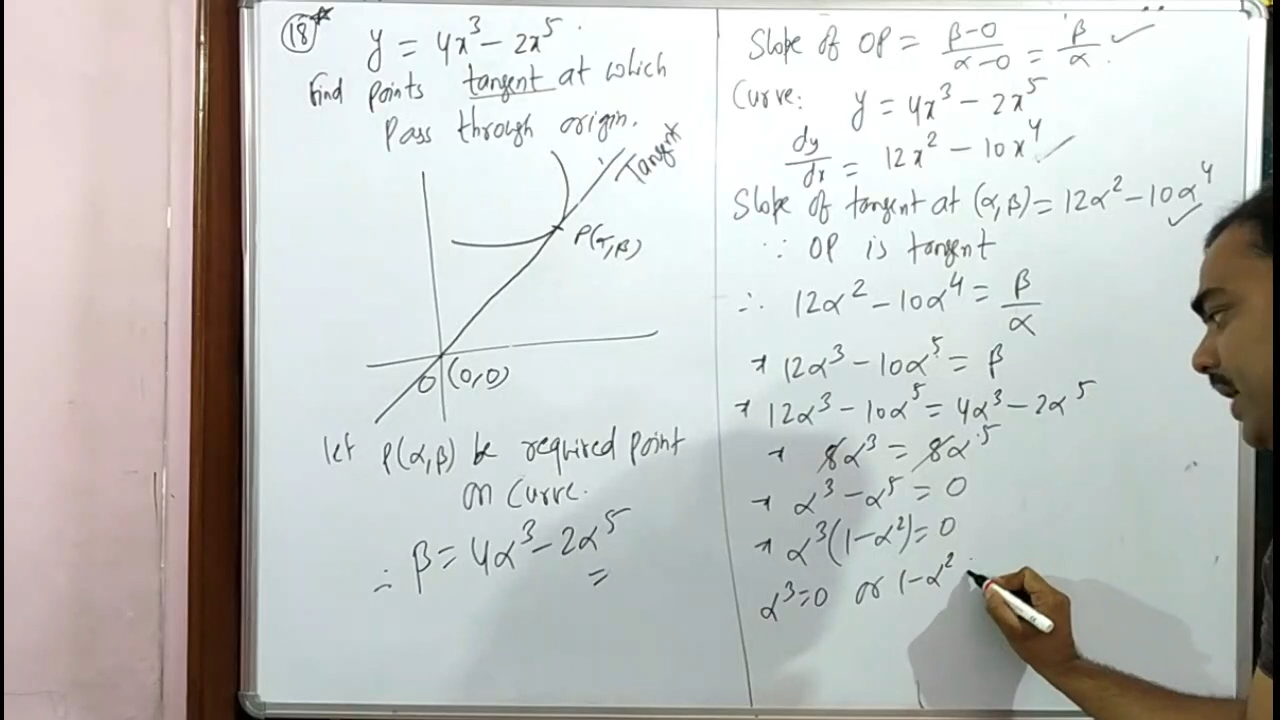 18
y = 4x³ - 2x⁵.
Find points tangent at which
pass through origin.
Tangent
P(α,β)
O (0,0)
let P(α,β) be required point
on curve.
∴ β = 4α³ - 2α⁵
Slope of OP = β-0/α-0 = β/α. ✓
Curve: y = 4x³ - 2x⁵
dy/dx = 12x² - 10x⁴ ✓
Slope of tangent at (α,β) = 12α² - 10α⁴ ✓
∵ OP is tangent
∴ 12α² - 10α⁴ = β/α
⇒ 12α³ - 10α⁵ = β
⇒ 12α³ - 10α⁵ = 4α³ - 2α⁵
⇒ 8α³ = 8α⁵
⇒ α³ - α⁵ = 0
⇒ α³(1-α²) = 0
α³=0 or 1-α²